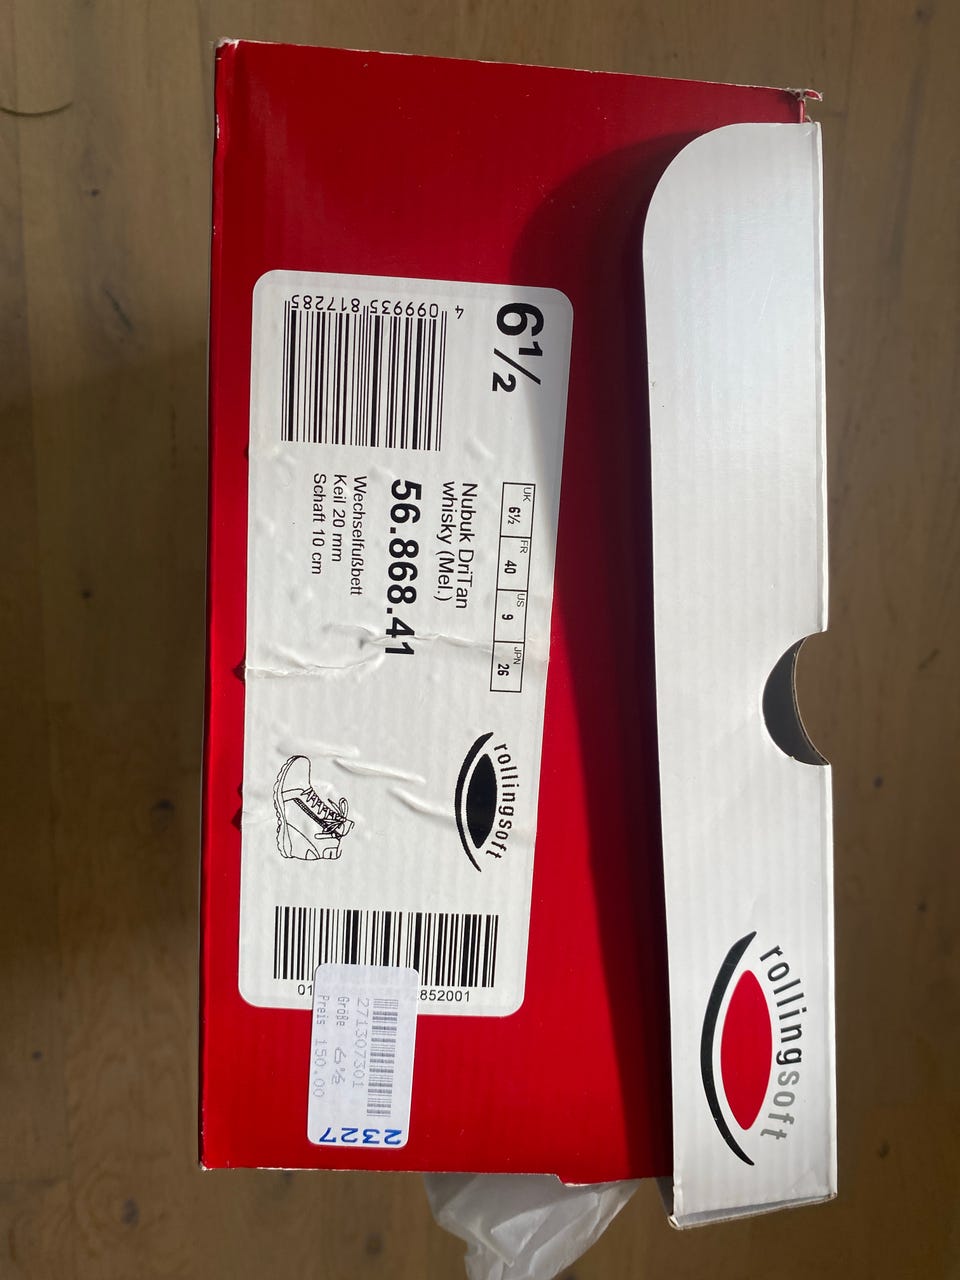 6½
4 099935 817285
UK 6½ FR 40 US 9 JPN 26
Nubuk DriTan
whisky (Mel.)
56.868.41
Wechselfußbett
Keil 20 mm
Schaft 10 cm
rollingsoft
01
852001
271307301
Größe 6½
Preis 150.00
2327
rollingsoft